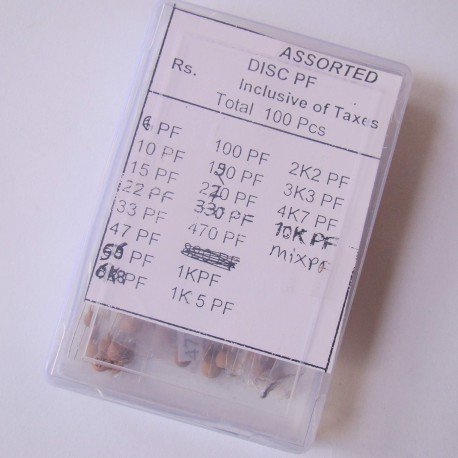 ASSORTED
DISC PF
Rs.
Inclusive of Taxes
Total 100 Pcs
PF
10 PF
15 PF
22 PF
33 PF
47 PF
56 PF
68 PF
100 PF
150 PF
220 PF
330 PF
470 PF
1KPF
1K 5 PF
2K2 PF
3K3 PF
4K7 PF
10K PF
mixpf